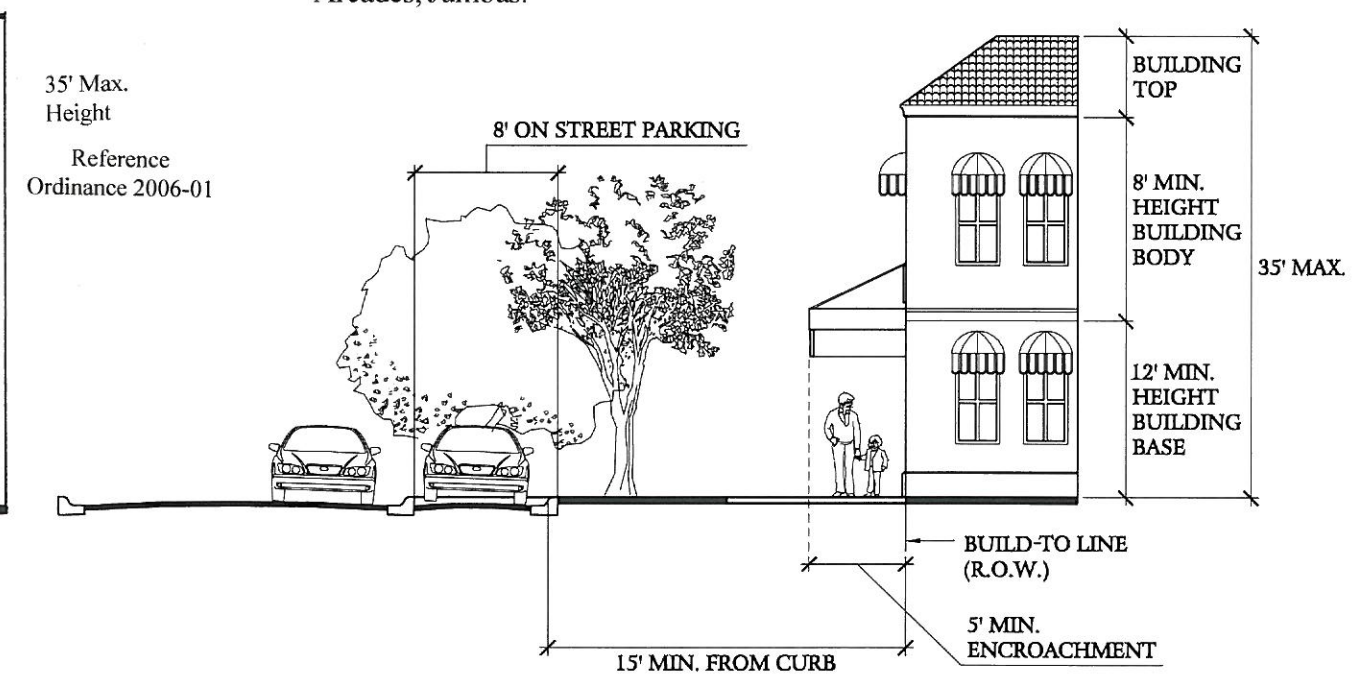 35' Max.
Height
Reference
Ordinance 2006-01
8' ON STREET PARKING
BUILDING
TOP
8' MIN.
HEIGHT
BUILDING
BODY
35' MAX.
12' MIN.
HEIGHT
BUILDING
BASE
BUILD-TO LINE
(R.O.W.)
5' MIN.
ENCROACHMENT
15' MIN. FROM CURB